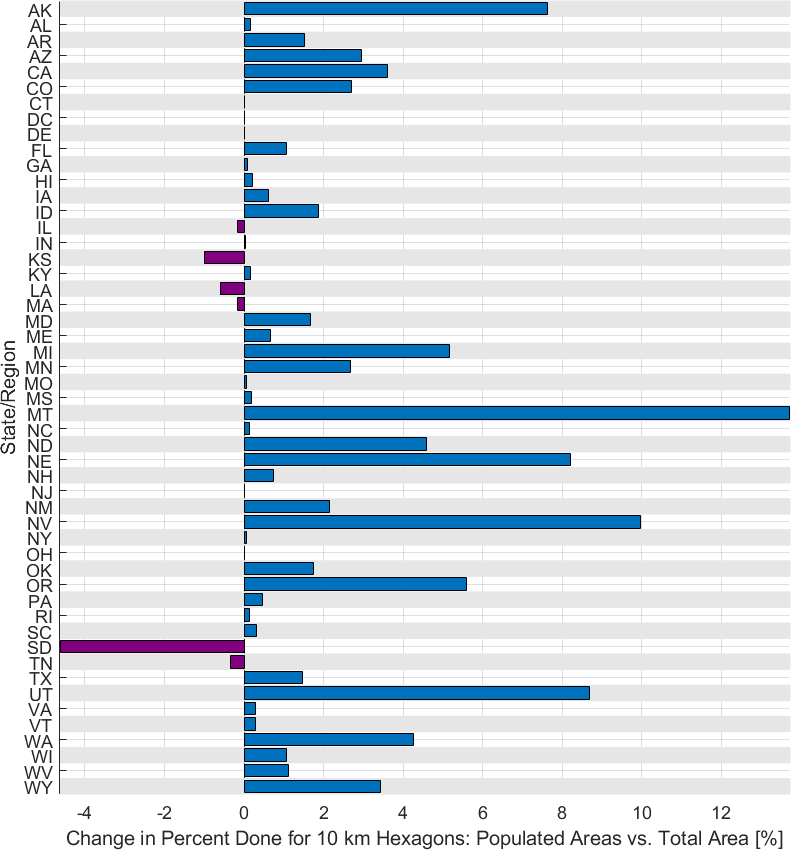 AK
AL
AR
AZ
CA
CO
CT
DC
DE
FL
GA
HI
IA
ID
IL
IN
KS
KY
LA
MA
MD
ME
MI
MN
MO
MS
MT
NC
ND
NE
NH
NJ
NM
NV
NY
OH
OK
OR
PA
RI
SC
SD
TN
TX
UT
VA
VT
WA
WI
WV
WY
State/Region
-4 -2 0 2 4 6 8 10 12
Change in Percent Done for 10 km Hexagons: Populated Areas vs. Total Area [%]